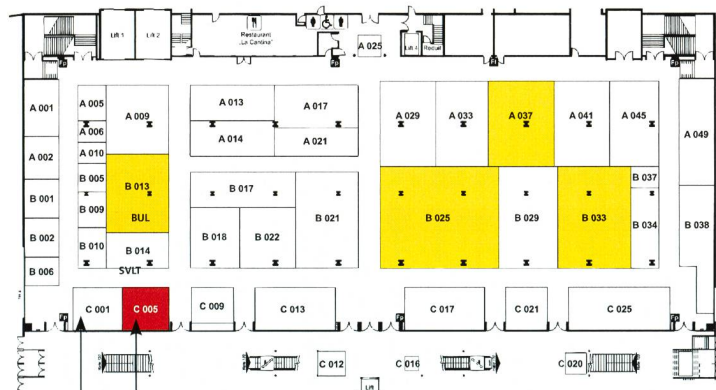 Lift 1
Lift 2
Restaurant
„La Cantina"
A 025
Lift 4
A 001
A 005
A 009
A 013
A 017
A 029
A 033
A 037
A 041
A 045
A 049
A 006
A 014
A 021
A 002
A 010
B 005
B 013
B 017
B 037
B 001
B 009
BUL
B 021
B 025
B 029
B 033
B 034
B 038
B 002
B 010
B 014
B 018
B 022
B 006
SVLT
C 001
C 005
C 009
C 013
C 017
C 021
C 025
C 012
C 016
C 020
Lift